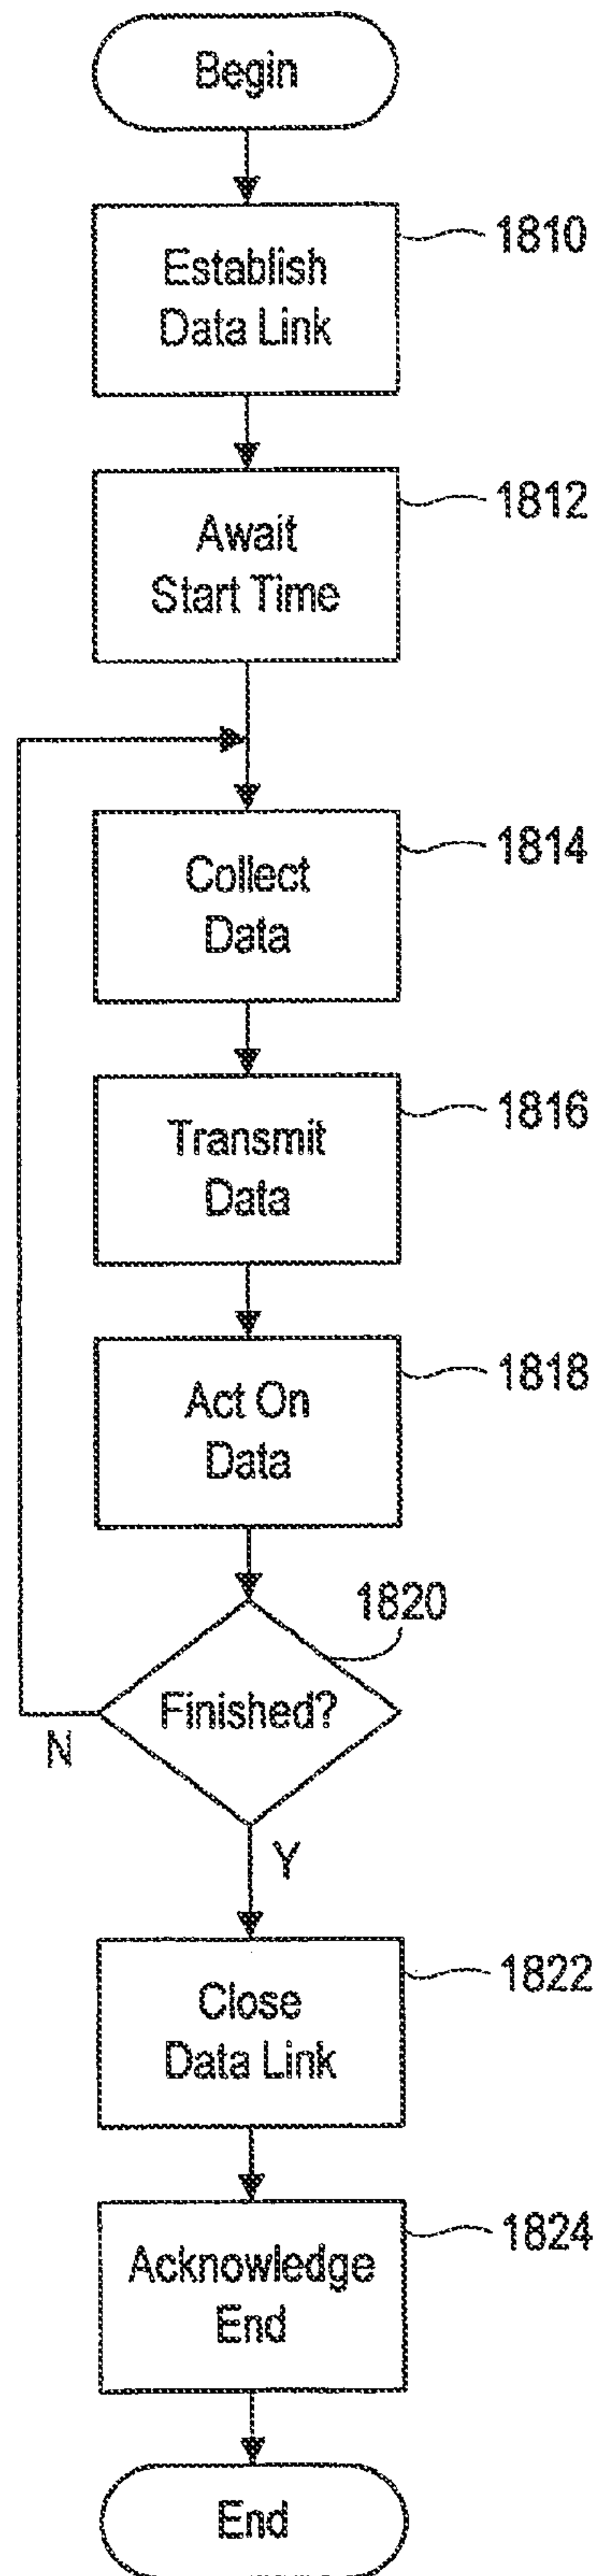 Begin
1810
Establish
Data Link
1812
Await
Start Time
1814
Collect
Data
1816
Transmit
Data
1818
Act On
Data
1820
Finished?
N
Y
1822
Close
Data Link
1824
Acknowledge
End
End